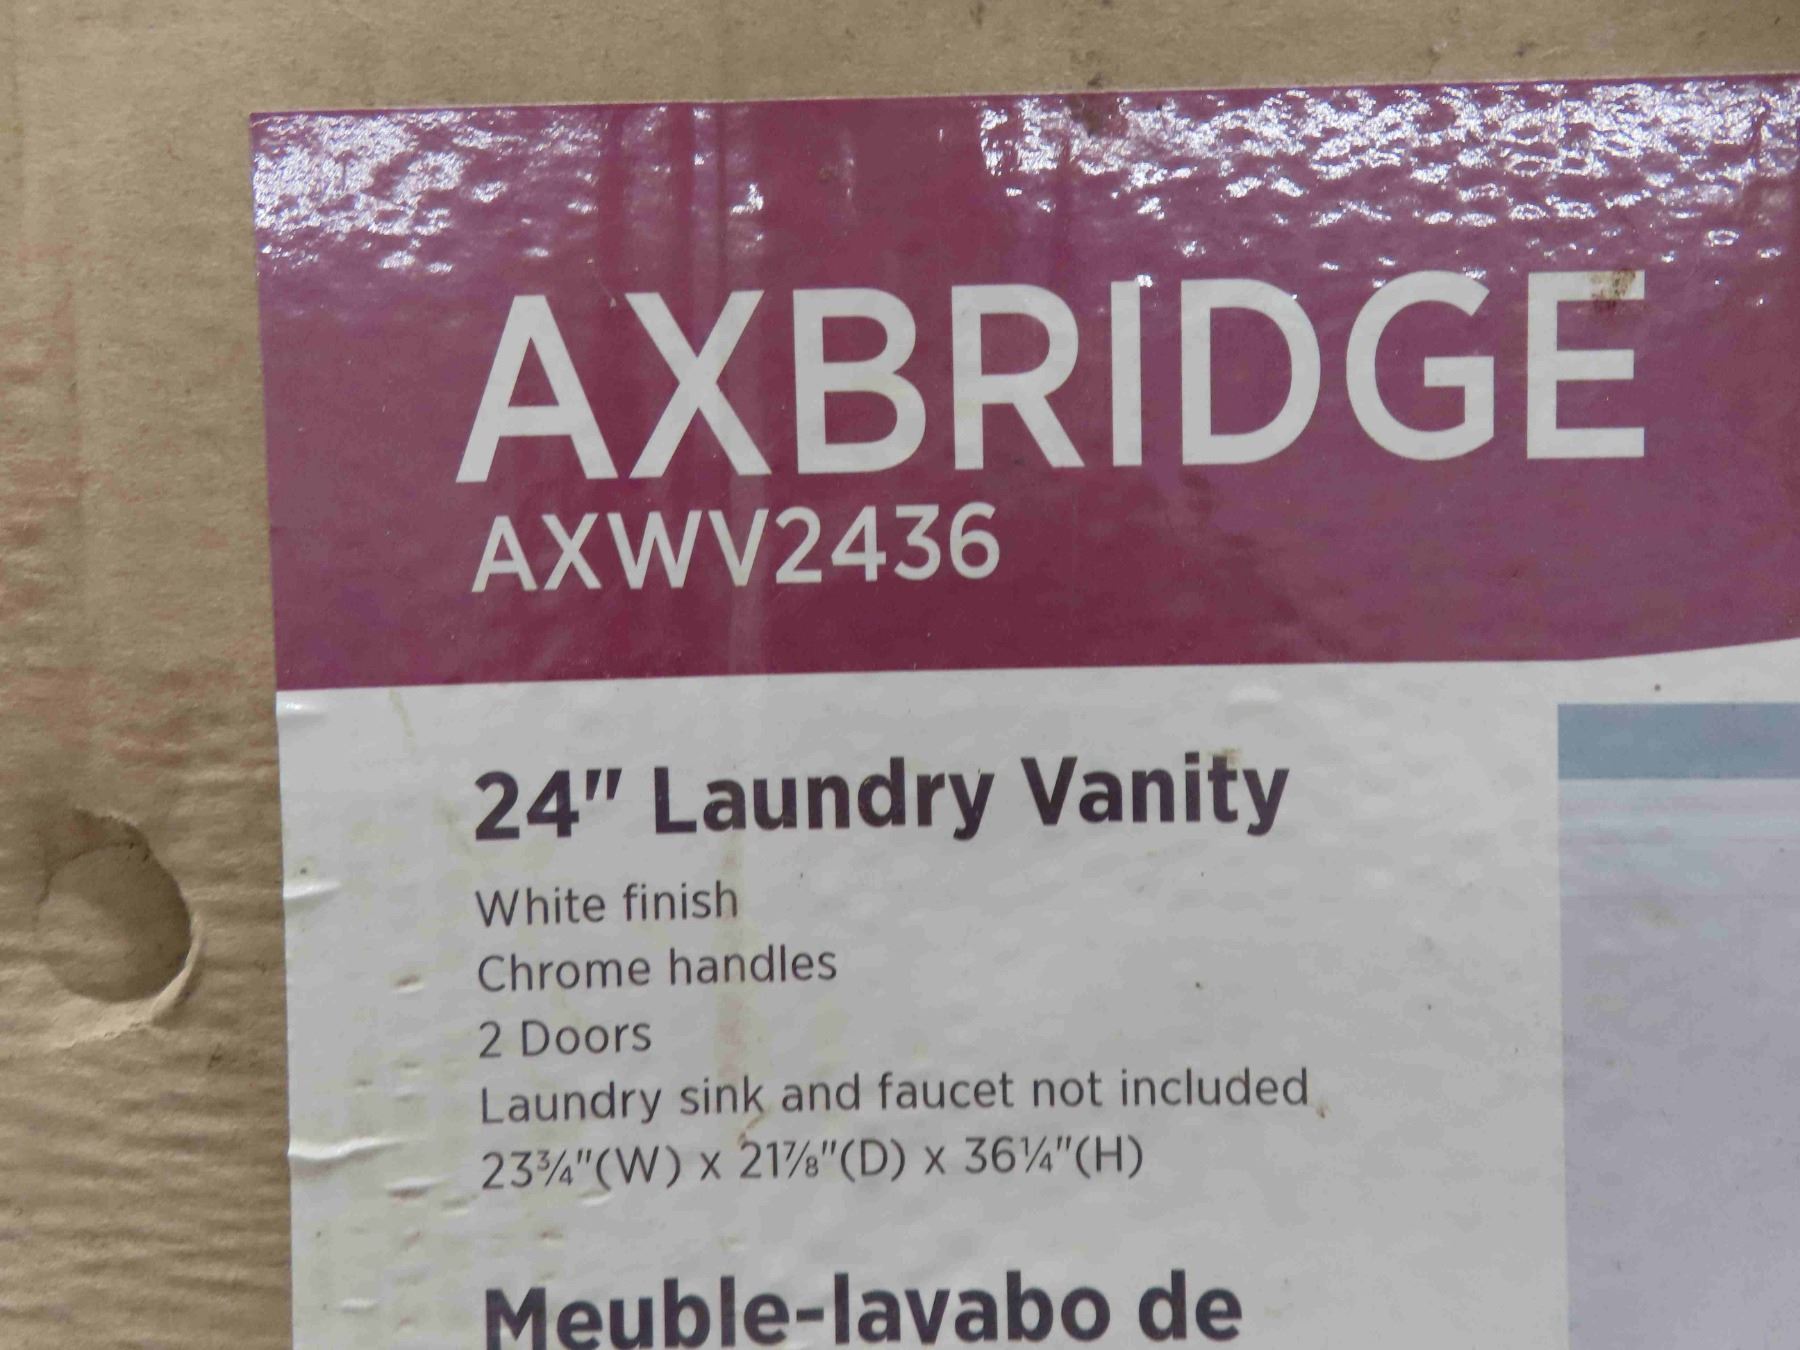 AXBRIDGE
AXWV2436
24" Laundry Vanity
White finish
Chrome handles
2 Doors
Laundry sink and faucet not included
23¾"(W) x 21⅞"(D) x 36¼"(H)
Meuble-lavabo de